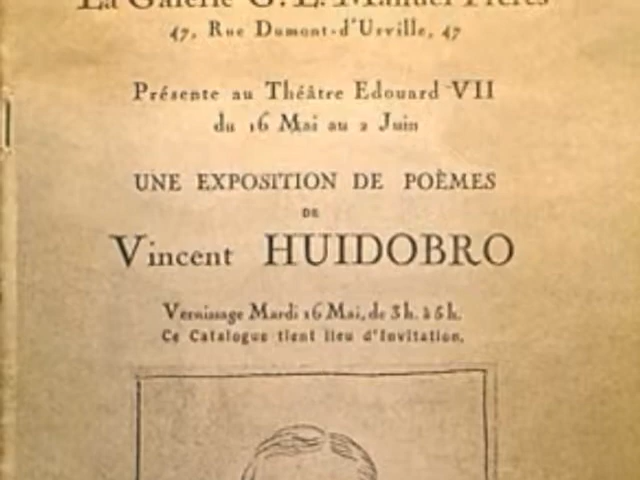 La Galerie G. L. Manuel Frères
47, Rue Dumont-d'Urville, 47
Présente au Théâtre Edouard VII
du 16 Mai au 2 Juin
UNE EXPOSITION DE POÈMES
DE
Vincent HUIDOBRO
Vernissage Mardi 16 Mai, de 3 h. à 6 h.
Ce Catalogue tient lieu d'Invitation.